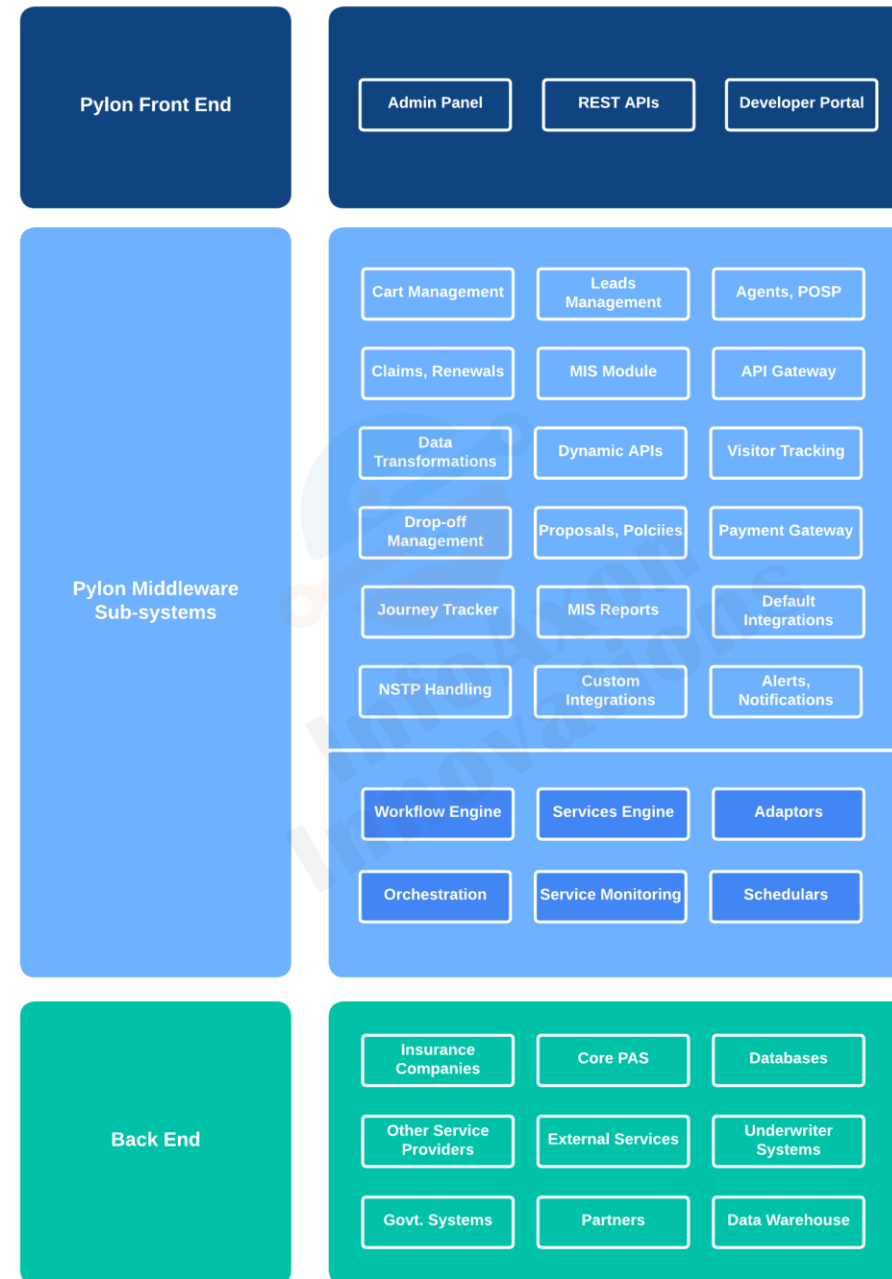 Pylon Front End
Admin Panel
REST APIs
Developer Portal
Pylon Middleware
Sub-systems
Cart Management
Leads
Management
Agents, POSP
Claims, Renewals
MIS Module
API Gateway
Data
Transformations
Dynamic APIs
Visitor Tracking
Drop-off
Management
Proposals, Polciies
Payment Gateway
Journey Tracker
MIS Reports
Default
Integrations
NSTP Handling
Custom
Integrations
Alerts,
Notifications
Workflow Engine
Services Engine
Adaptors
Orchestration
Service Monitoring
Schedulars
InfoAxon
Innovations
Back End
Insurance
Companies
Core PAS
Databases
Other Service
Providers
External Services
Underwriter
Systems
Govt. Systems
Partners
Data Warehouse